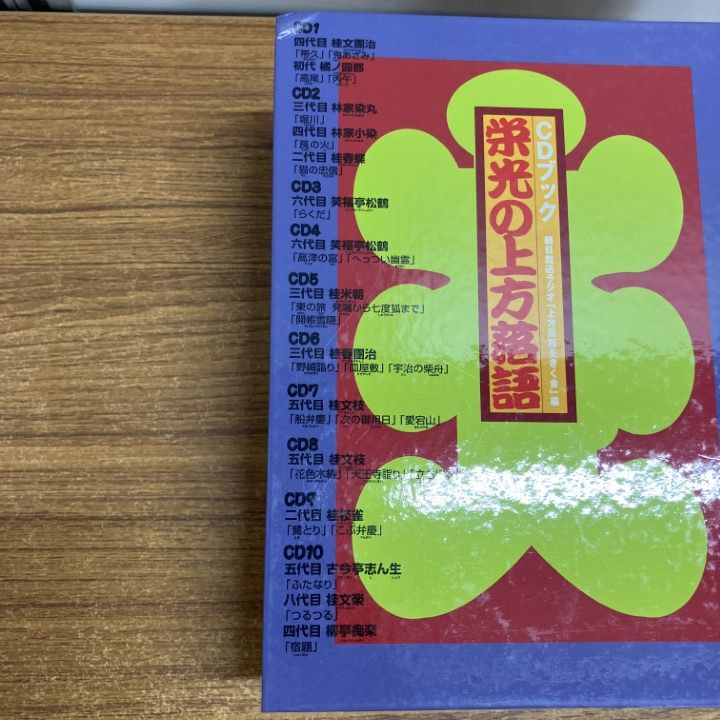 CD1
四代目 桂文團治
「帯久」「鬼あざみ」
初代 橘ノ圓都
「高尾」「丙午」
CD2
三代目 林家染丸
「堀川」
四代目 林家小染
「莨の火」
二代目 桂春蝶
「猫の忠信」
CD3
六代目 笑福亭松鶴
「らくだ」
CD4
六代目 笑福亭松鶴
「高津の富」「へっつい幽霊」
CD5
三代目 桂米朝
「東の旅 発端から七度狐まで」
「開帳雪隠」
CD6
三代目 桂春團治
「野崎詣り」「皿屋敷」「宇治の柴舟」
CD7
五代目 桂文枝
「船弁慶」「次の御用日」「愛宕山」
CD8
五代目 桂文枝
「花色木綿」「天王寺詣り」「立ち
CD9
二代目 桂枝雀
「鷺とり」「こぶ弁慶」
CD10
五代目 古今亭志ん生
「ふたなり」
八代目 桂文楽
「つるつる」
四代目 柳亭痴楽
「宿題」
CDブック
栄光の上方落語
朝日放送ラジオ「上方落語をきく会」編